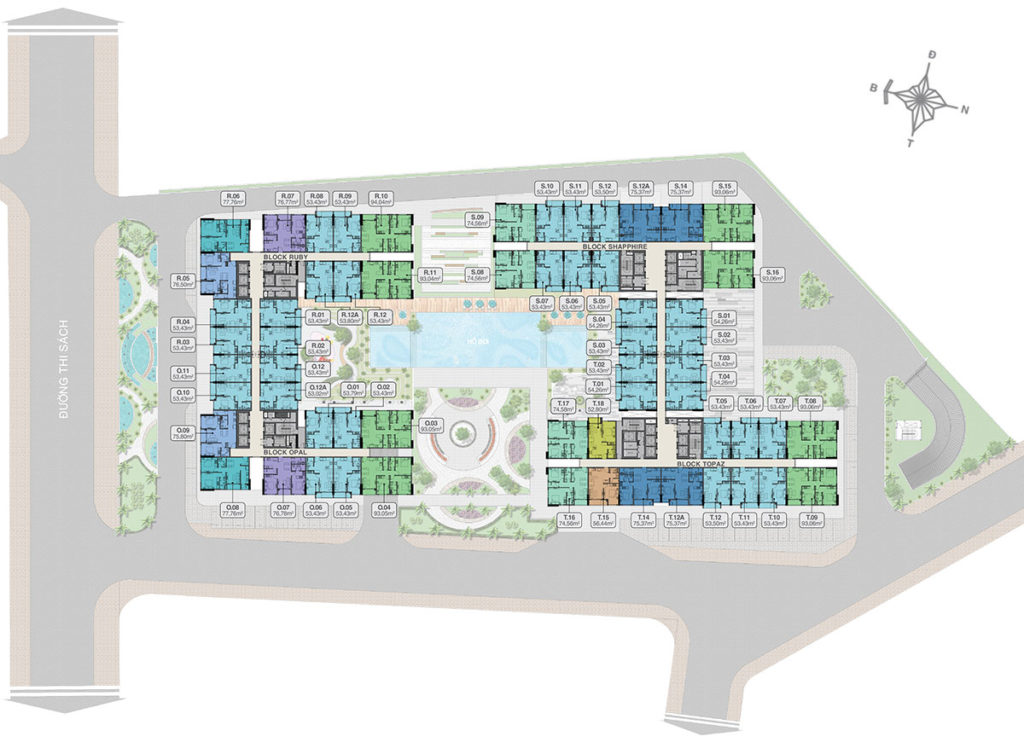 Đ
B
N
T
ĐƯỜNG THI SÁCH
R.06
77,76m²
R.07
76,77m²
R.08
53,43m²
R.09
53,43m²
R.10
94,04m²
S.10
53,43m²
S.11
53,43m²
S.12
53,50m²
S.12A
75,37m²
S.14
75,37m²
S.15
93,06m²
S.09
74,56m²
BLOCK RUBY
BLOCK SHAPPHIRE
R.05
76,50m²
R.11
93,04m²
S.08
74,56m²
S.16
93,06m²
S.07
53,43m²
S.06
53,43m²
S.05
53,43m²
R.04
53,43m²
R.01
53,43m²
R.12A
53,80m²
R.12
53,43m²
S.04
54,26m²
S.01
54,26m²
R.03
53,43m²
R.02
53,43m²
HỒ BƠI
S.03
53,43m²
S.02
53,43m²
O.11
53,43m²
O.12
53,43m²
T.02
53,43m²
T.03
53,43m²
O.10
53,43m²
O.12A
53,02m²
O.01
53,79m²
O.02
53,43m²
T.01
54,26m²
T.04
54,26m²
O.09
75,80m²
O.03
93,05m²
T.17
74,58m²
T.18
52,80m²
T.05
53,43m²
T.06
53,43m²
T.07
53,43m²
T.08
93,06m²
BLOCK OPAL
BLOCK TOPAZ
O.08
77,76m²
O.07
76,78m²
O.06
53,43m²
O.05
53,43m²
O.04
93,05m²
T.16
74,56m²
T.15
56,44m²
T.14
75,37m²
T.12A
75,37m²
T.12
53,50m²
T.11
53,43m²
T.10
53,43m²
T.09
93,06m²